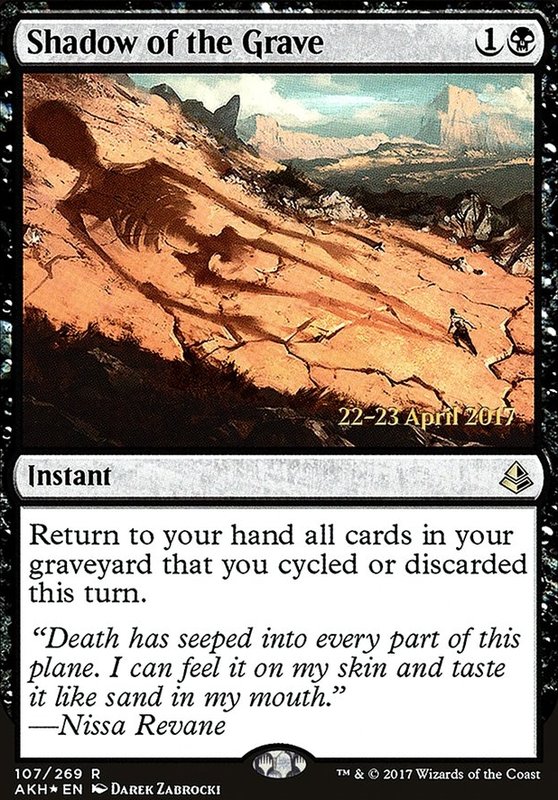 Shadow of the Grave 1
22-23 April 2017
Instant
Return to your hand all cards in your
graveyard that you cycled or discarded
this turn.
“Death has seeped into every part of this
plane. I can feel it on my skin and taste
it like sand in my mouth.”
—Nissa Revane
107/269 R
AKH★EN DAREK ZABROCKI
™ & © 2017 Wizards of the Coast